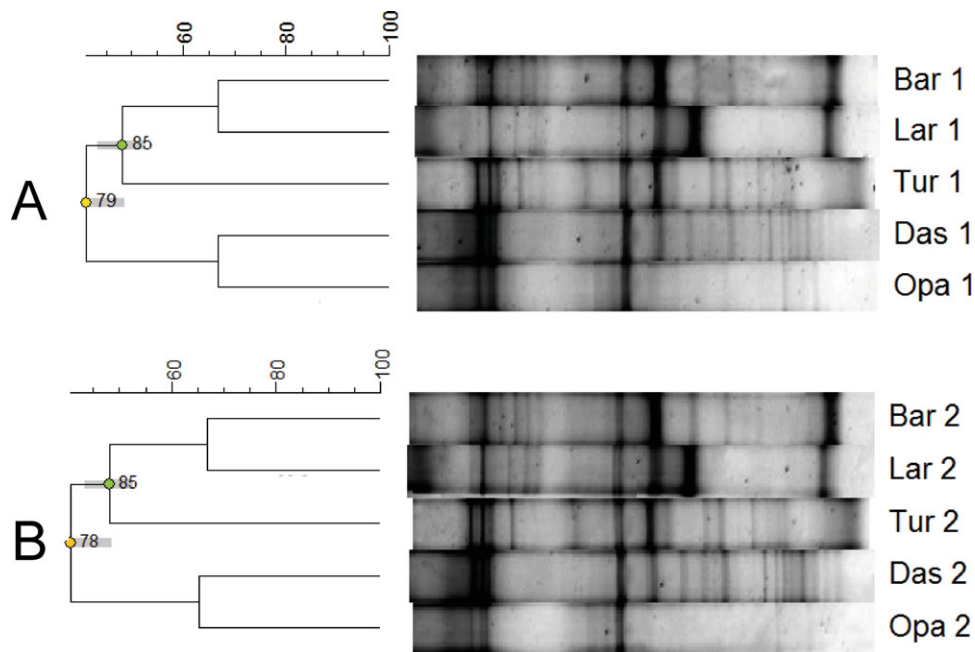 60 80 100
Bar 1
85
Lar 1
A
Tur 1
79
Das 1
Opa 1
60 80 100
Bar 2
85
Lar 2
B
Tur 2
78
Das 2
Opa 2